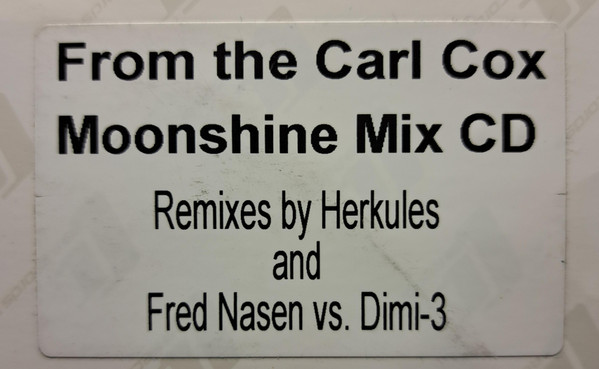 From the Carl Cox
Moonshine Mix CD
Remixes by Herkules
and
Fred Nasen vs. Dimi-3